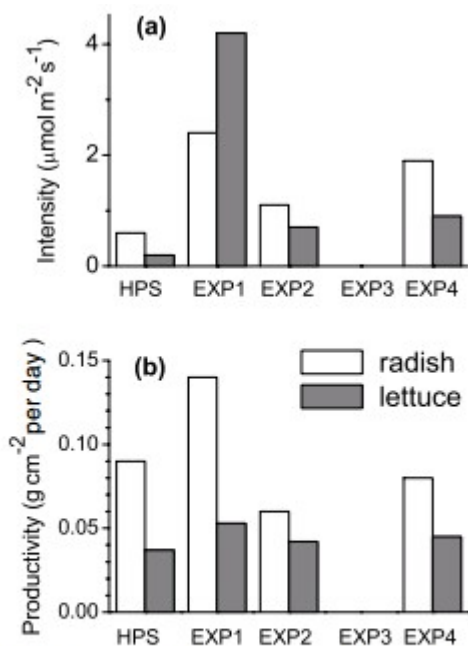 (a)
Intensity (μmol m⁻² s⁻¹)
4
2
0
HPS EXP1 EXP2 EXP3 EXP4
(b)
radish
lettuce
Productivity (g cm⁻² per day )
0.15
0.10
0.05
0.00
HPS EXP1 EXP2 EXP3 EXP4